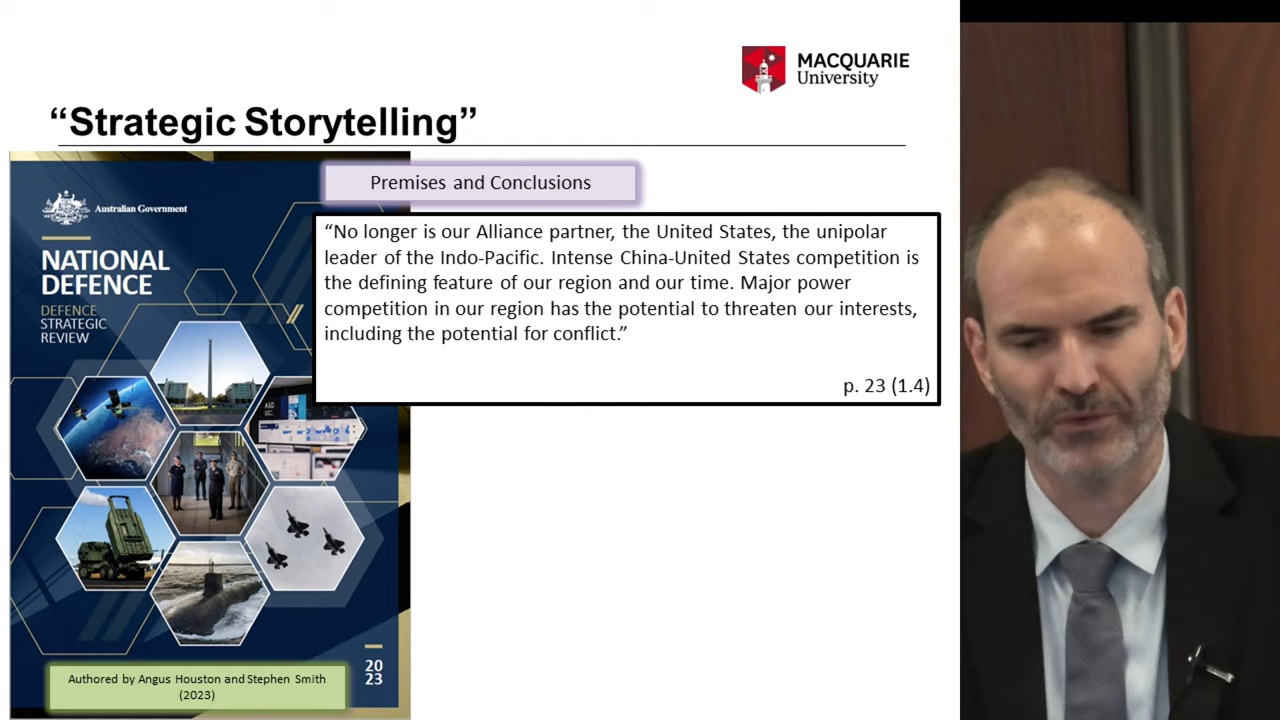 MACQUARIE
University
“Strategic Storytelling”
Premises and Conclusions
“No longer is our Alliance partner, the United States, the unipolar
leader of the Indo-Pacific. Intense China-United States competition is
the defining feature of our region and our time. Major power
competition in our region has the potential to threaten our interests,
including the potential for conflict.”
p. 23 (1.4)
Australian Government
NATIONAL
DEFENCE
DEFENCE
STRATEGIC
REVIEW
AGO
20
23
Authored by Angus Houston and Stephen Smith
(2023)